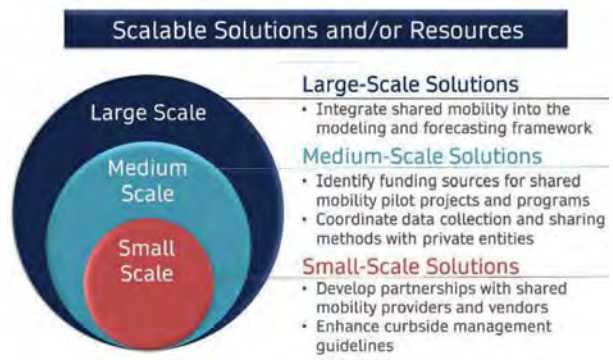 Scalable Solutions and/or Resources
Large Scale
Medium
Scale
Small
Scale
Large-Scale Solutions
• Integrate shared mobility into the
modeling and forecasting framework
Medium-Scale Solutions
• Identify funding sources for shared
mobility pilot projects and programs
• Coordinate data collection and sharing
methods with private entities
Small-Scale Solutions
• Develop partnerships with shared
mobility providers and vendors
• Enhance curbside management
guidelines